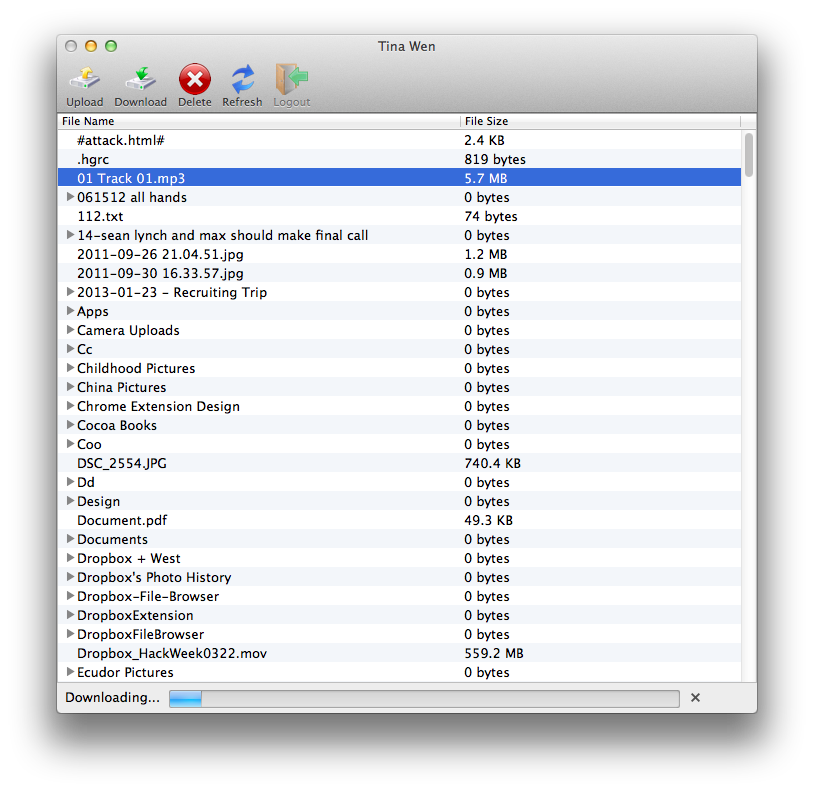 Tina Wen
Upload Download Delete Refresh Logout
File Name File Size
#attack.html# 2.4 KB
.hgrc 819 bytes
01 Track 01.mp3 5.7 MB
061512 all hands 0 bytes
112.txt 74 bytes
14-sean lynch and max should make final call 0 bytes
2011-09-26 21.04.51.jpg 1.2 MB
2011-09-30 16.33.57.jpg 0.9 MB
2013-01-23 - Recruiting Trip 0 bytes
Apps 0 bytes
Camera Uploads 0 bytes
Cc 0 bytes
Childhood Pictures 0 bytes
China Pictures 0 bytes
Chrome Extension Design 0 bytes
Cocoa Books 0 bytes
Coo 0 bytes
DSC_2554.JPG 740.4 KB
Dd 0 bytes
Design 0 bytes
Document.pdf 49.3 KB
Documents 0 bytes
Dropbox + West 0 bytes
Dropbox's Photo History 0 bytes
Dropbox-File-Browser 0 bytes
DropboxExtension 0 bytes
DropboxFileBrowser 0 bytes
Dropbox_HackWeek0322.mov 559.2 MB
Ecudor Pictures 0 bytes
Downloading...